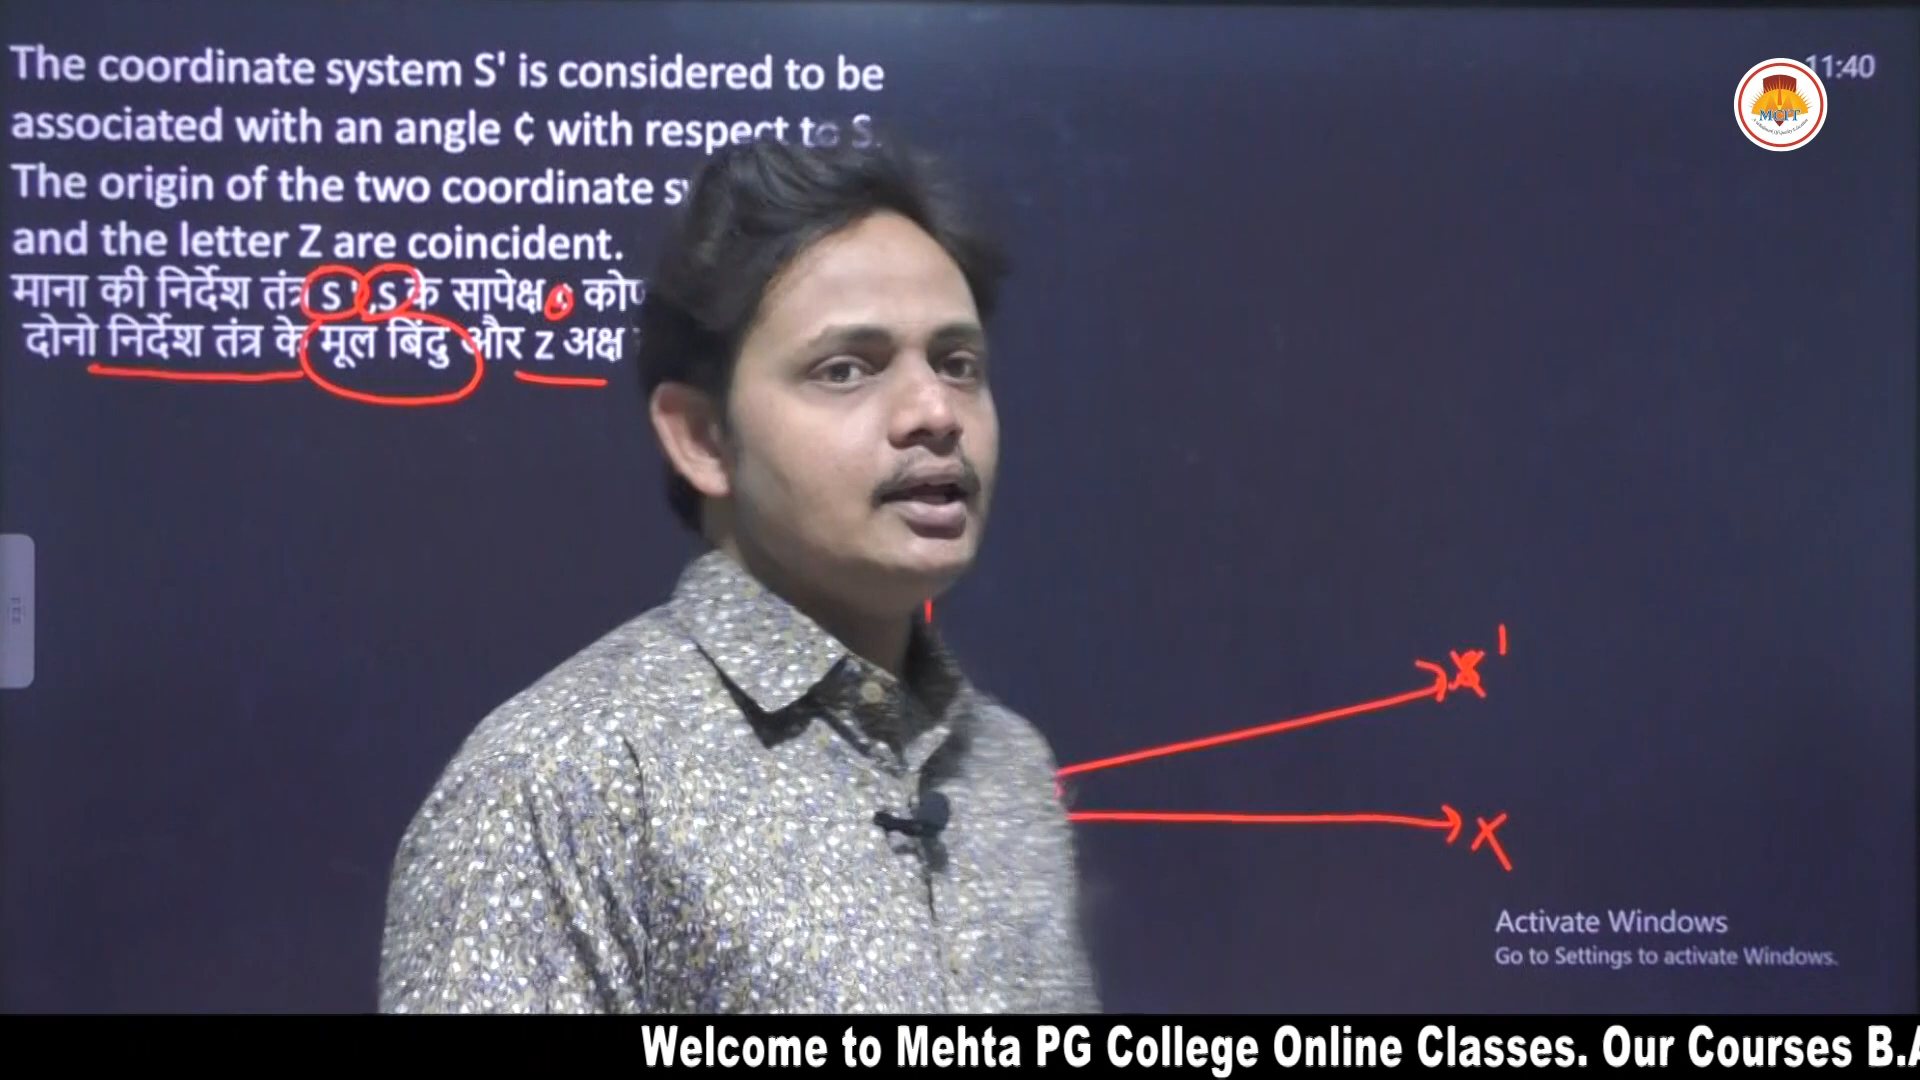 The coordinate system S' is considered to be
associated with an angle ¢ with respect to S.
The origin of the two coordinate
and the letter Z are coincident.
माना की निर्देश तंत्र S',S के सापेक्ष
दोनो निर्देश तंत्र के मूल बिंदु और z अक्ष
11:40
MCIT
x'
x
Activate Windows
Go to Settings to activate Windows.
Welcome to Mehta PG College Online Classes. Our Courses